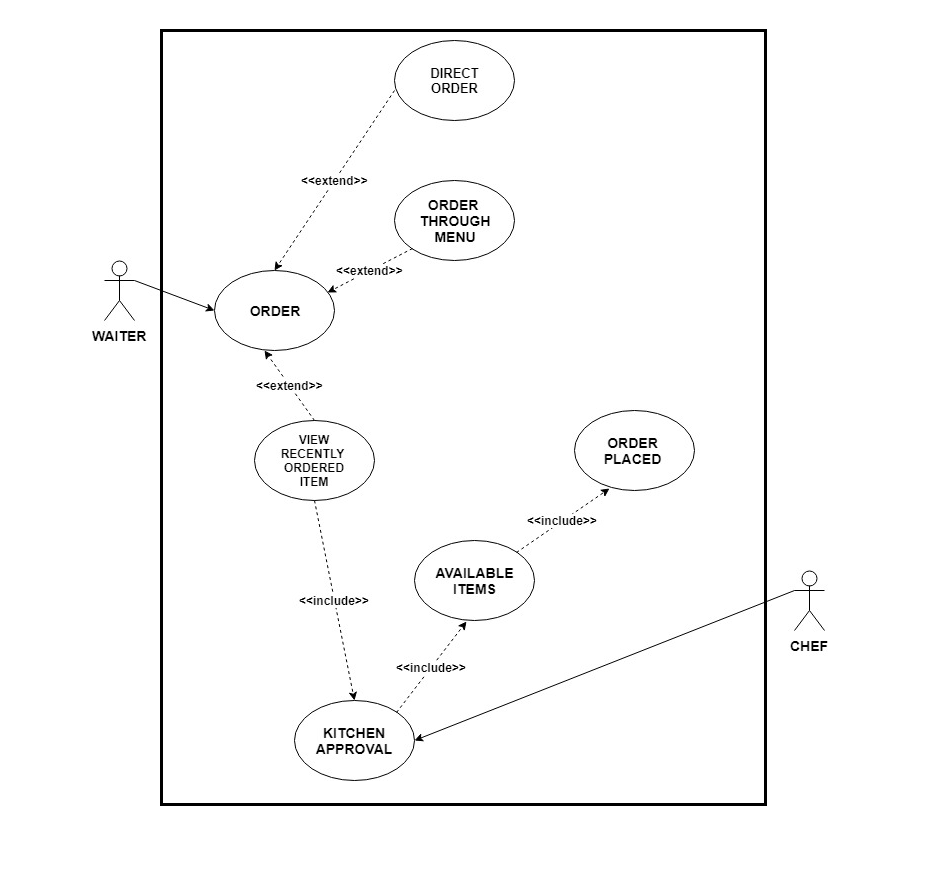 DIRECT
ORDER
<<extend>>
ORDER
THROUGH
MENU
<<extend>>
ORDER
WAITER
<<extend>>
VIEW
RECENTLY
ORDERED
ITEM
ORDER
PLACED
<<include>>
AVAILABLE
ITEMS
<<include>>
CHEF
<<include>>
KITCHEN
APPROVAL